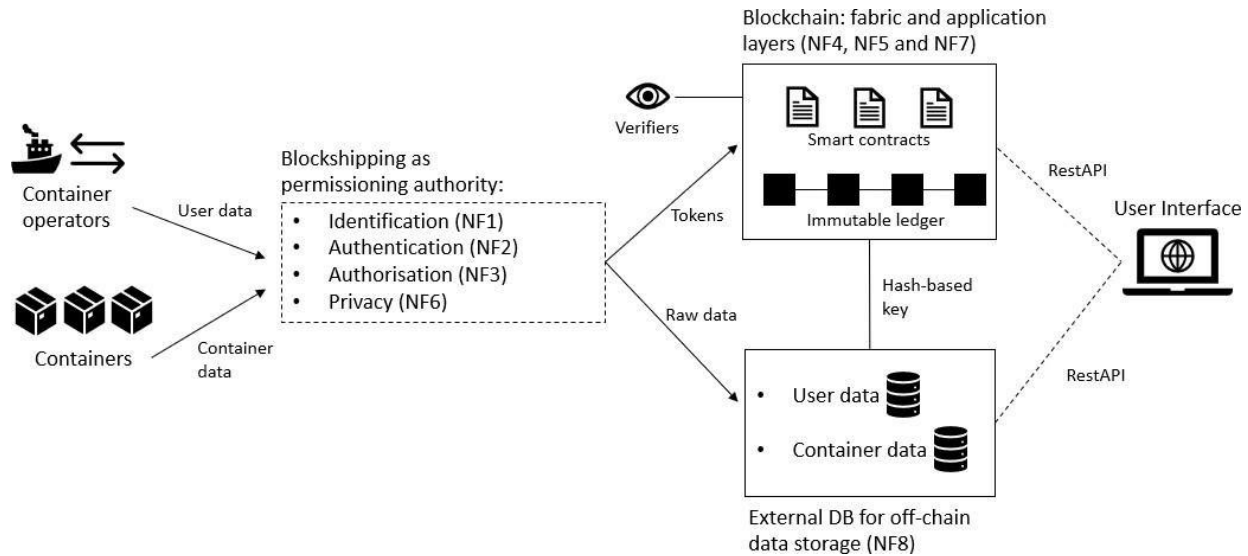 Blockchain: fabric and application
layers (NF4, NF5 and NF7)
Verifiers
Smart contracts
Immutable ledger
Container
operators
User data
Containers
Container
data
Blockshipping as
permissioning authority:
• Identification (NF1)
• Authentication (NF2)
• Authorisation (NF3)
• Privacy (NF6)
Tokens
Raw data
Hash-based
key
• User data
• Container data
External DB for off-chain
data storage (NF8)
RestAPI
User Interface
RestAPI